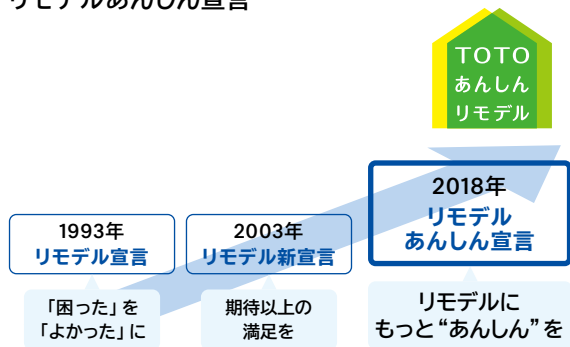 リモデルあんしん宣言
TOTO
あんしん
リモデル
1993年
リモデル宣言
2003年
リモデル新宣言
2018年
リモデル
あんしん宣言
「困った」を
「よかった」に
期待以上の
満足を
リモデルに
もっと“あんしん”を